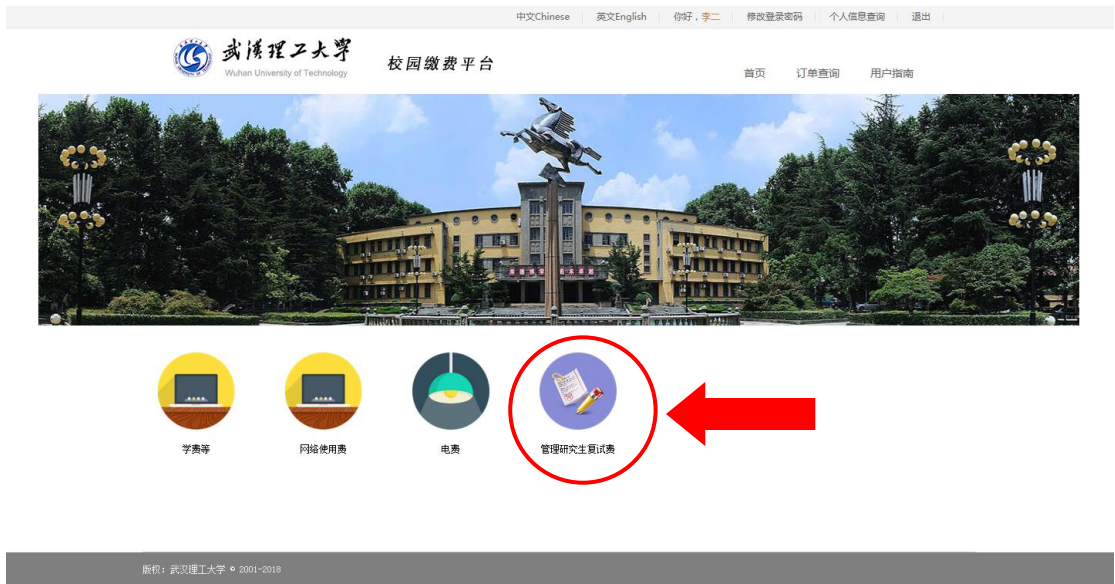 中文Chinese 英文English 你好，李二 修改登录密码 个人信息查询 退出
武汉理工大学
Wuhan University of Technology
校园缴费平台
首页 订单查询 用户指南
学费等 网络使用费 电费 管理研究生复试费
版权：武汉理工大学 © 2001-2018